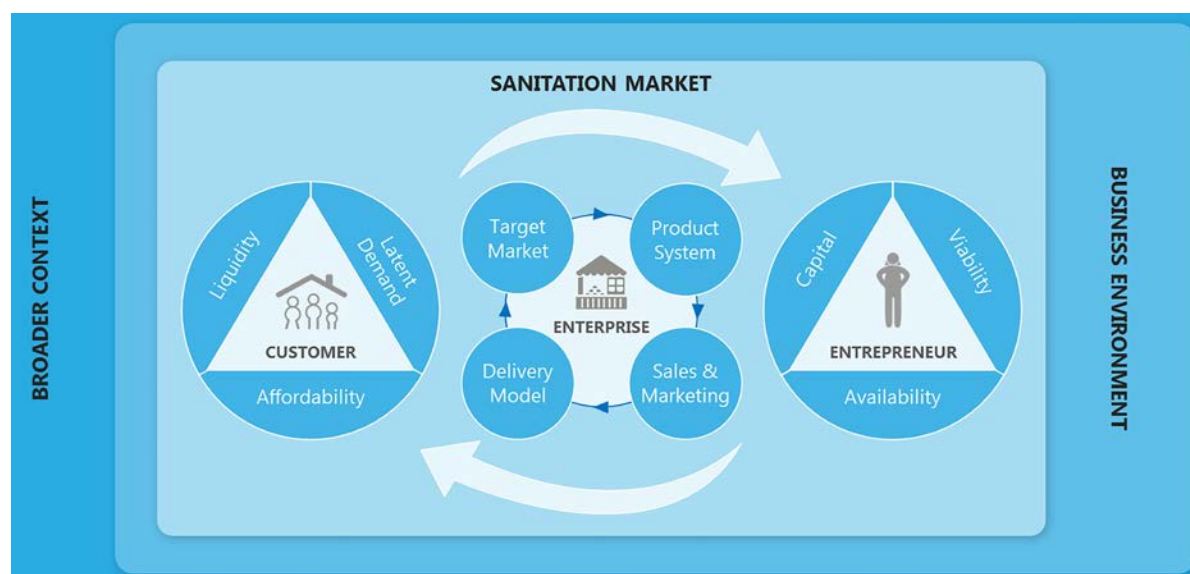 SANITATION MARKET
BROADER CONTEXT
BUSINESS ENVIRONMENT
Liquidity
Latent
Demand
CUSTOMER
Affordability
Target
Market
Product
System
ENTERPRISE
Delivery
Model
Sales &
Marketing
Capital
Viability
ENTREPRENEUR
Availability